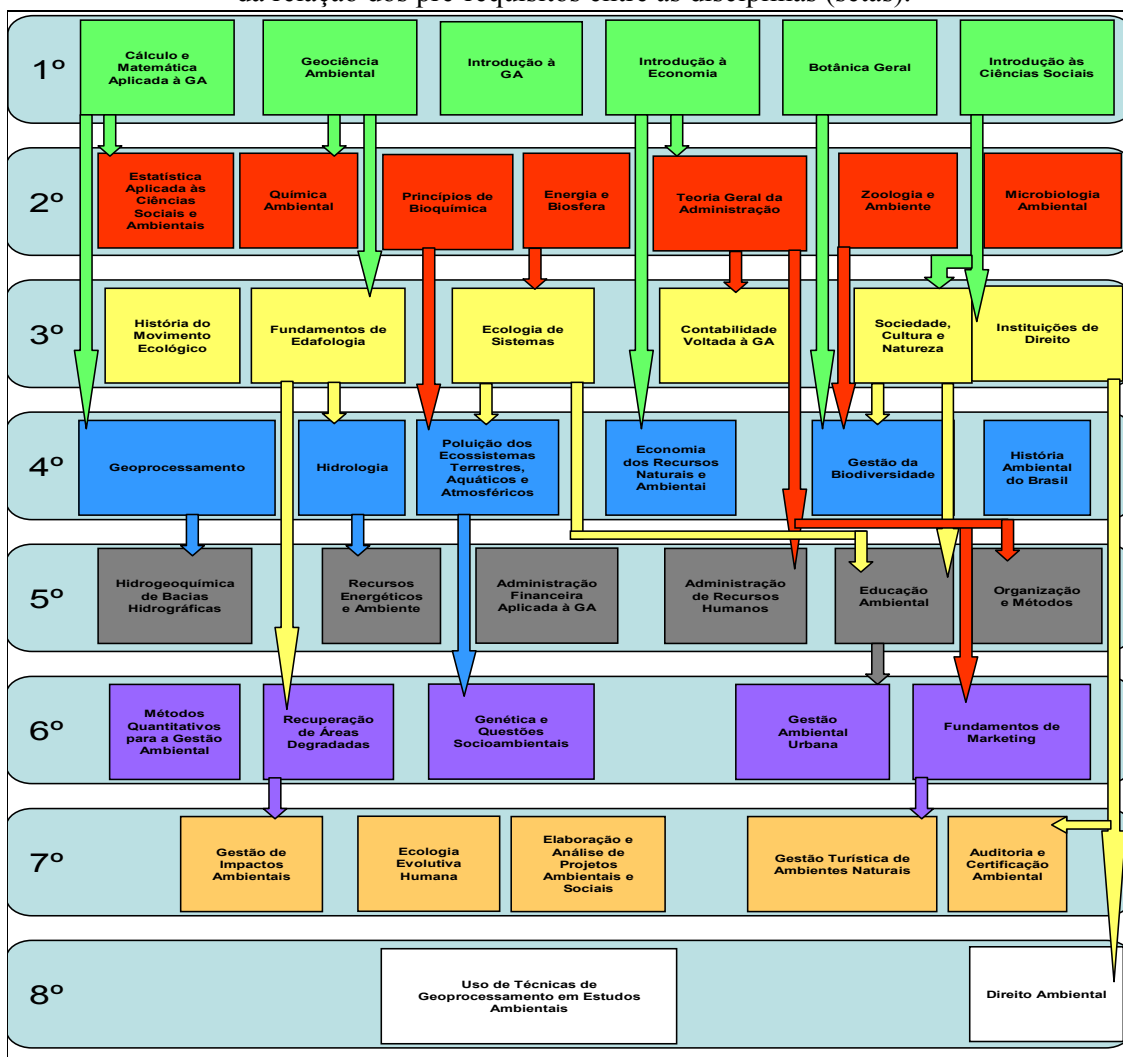 da relação dos pré-requisitos entre as disciplinas (setas).
1º
Cálculo e
Matemática
Aplicada à GA
Geociência
Ambiental
Introdução à
GA
Introdução à
Economia
Botânica Geral
Introdução às
Ciências Sociais
2º
Estatística
Aplicada às
Ciências
Sociais e
Ambientais
Química
Ambiental
Princípios de
Bioquímica
Energia e
Biosfera
Teoria Geral da
Administração
Zoologia e
Ambiente
Microbiologia
Ambiental
3º
História do
Movimento
Ecológico
Fundamentos de
Edafologia
Ecologia de
Sistemas
Contabilidade
Voltada à GA
Sociedade,
Cultura e
Natureza
Instituições de
Direito
4º
Geoprocessamento
Hidrologia
Poluição dos
Ecossistemas
Terrestres,
Aquáticos e
Atmosféricos
Economia
dos Recursos
Naturais e
Ambientai
Gestão da
Biodiversidade
História
Ambiental
do Brasil
5º
Hidrogeoquímica
de Bacias
Hidrográficas
Recursos
Energéticos
e Ambiente
Administração
Financeira
Aplicada à GA
Administração
de Recursos
Humanos
Educação
Ambiental
Organização
e Métodos
6º
Métodos
Quantitativos
para a Gestão
Ambiental
Recuperação
de Áreas
Degradadas
Genética e
Questões
Socioambientais
Gestão
Ambiental
Urbana
Fundamentos de
Marketing
7º
Gestão de
Impactos
Ambientais
Ecologia
Evolutiva
Humana
Elaboração e
Análise de
Projetos
Ambientais e
Sociais
Gestão Turística de
Ambientes Naturais
Auditoria e
Certificação
Ambiental
8º
Uso de Técnicas de
Geoprocessamento em Estudos
Ambientais
Direito Ambiental